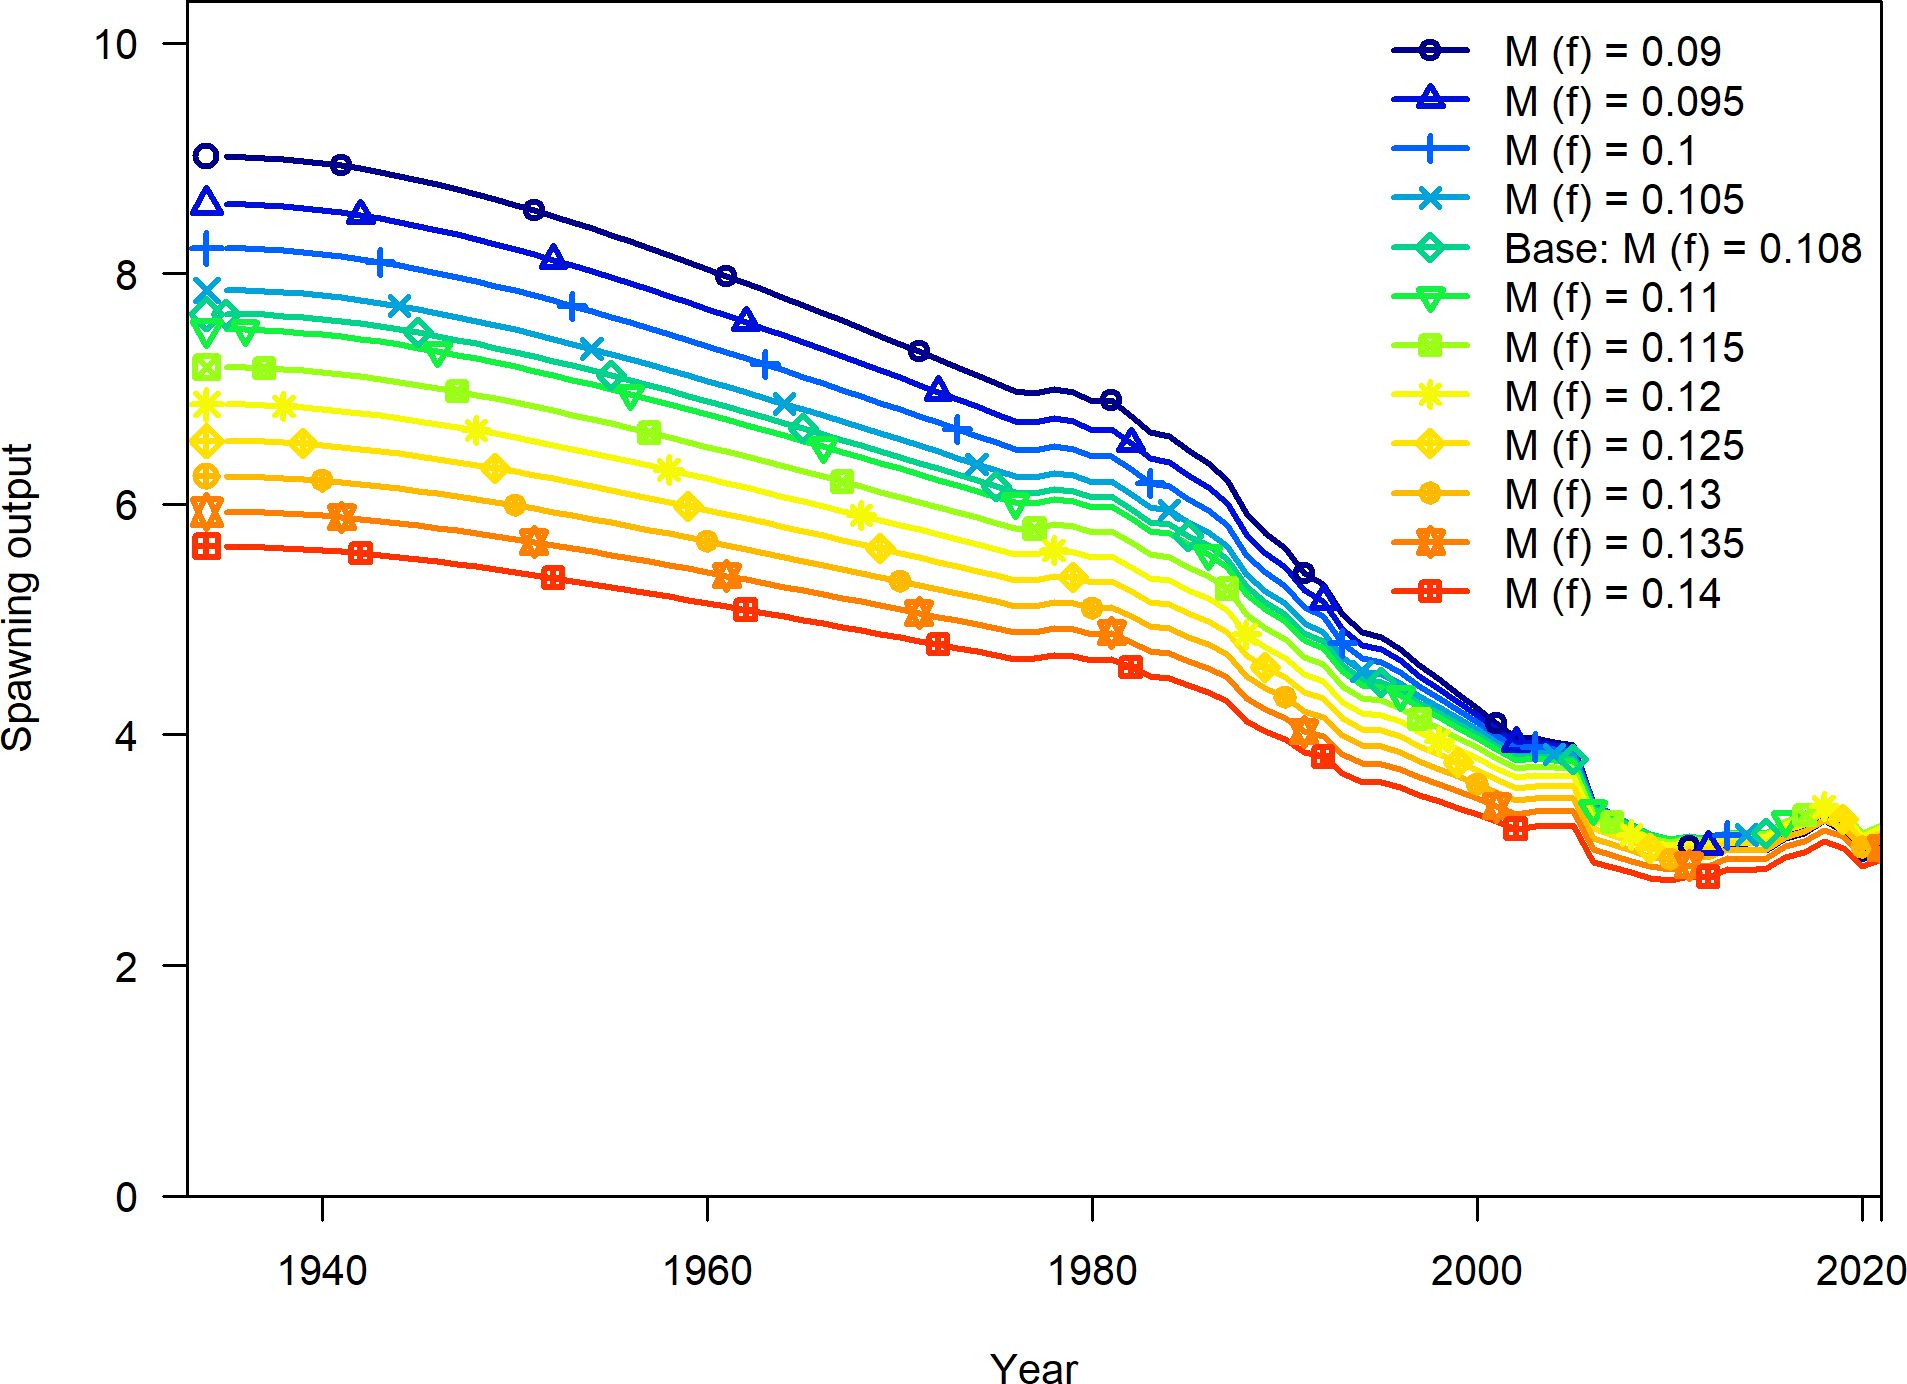 10
8
6
4
2
0
Spawning output
M (f) = 0.09
M (f) = 0.095
M (f) = 0.1
M (f) = 0.105
Base: M (f) = 0.108
M (f) = 0.11
M (f) = 0.115
M (f) = 0.12
M (f) = 0.125
M (f) = 0.13
M (f) = 0.135
M (f) = 0.14
1940 1960 1980 2000 2020
Year